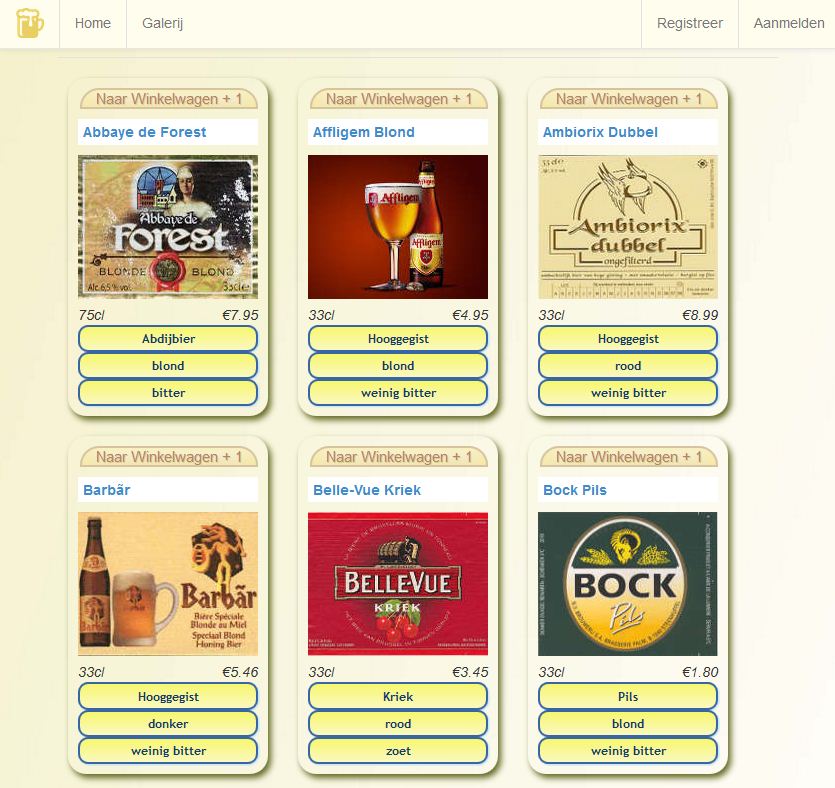 Home Galerij Registreer Aanmelden
Naar Winkelwagen + 1
Abbaye de Forest
Abbaye de
Forest
BLONDE BLOND
Alc. 6,5 % vol. 33cl e
75cl €7.95
Abdijbier
blond
bitter
Naar Winkelwagen + 1
Affligem Blond
Affligem
Affligem
33cl €4.95
Hooggegist
blond
weinig bitter
Naar Winkelwagen + 1
Ambiorix Dubbel
33 cl e
Ambiorix
dubbel
ongefilterd
33cl €8.99
Hooggegist
rood
weinig bitter
Naar Winkelwagen + 1
Barbãr
Barbãr
Bière Spéciale
Blonde au Miel
Speciaal Blond
Honing Bier
33cl €5.46
Hooggegist
donker
weinig bitter
Naar Winkelwagen + 1
Belle-Vue Kriek
BELLE-VUE
KRIEK
33cl €3.45
Kriek
rood
zoet
Naar Winkelwagen + 1
Bock Pils
BOCK
Pils
33cl €1.80
Pils
blond
weinig bitter